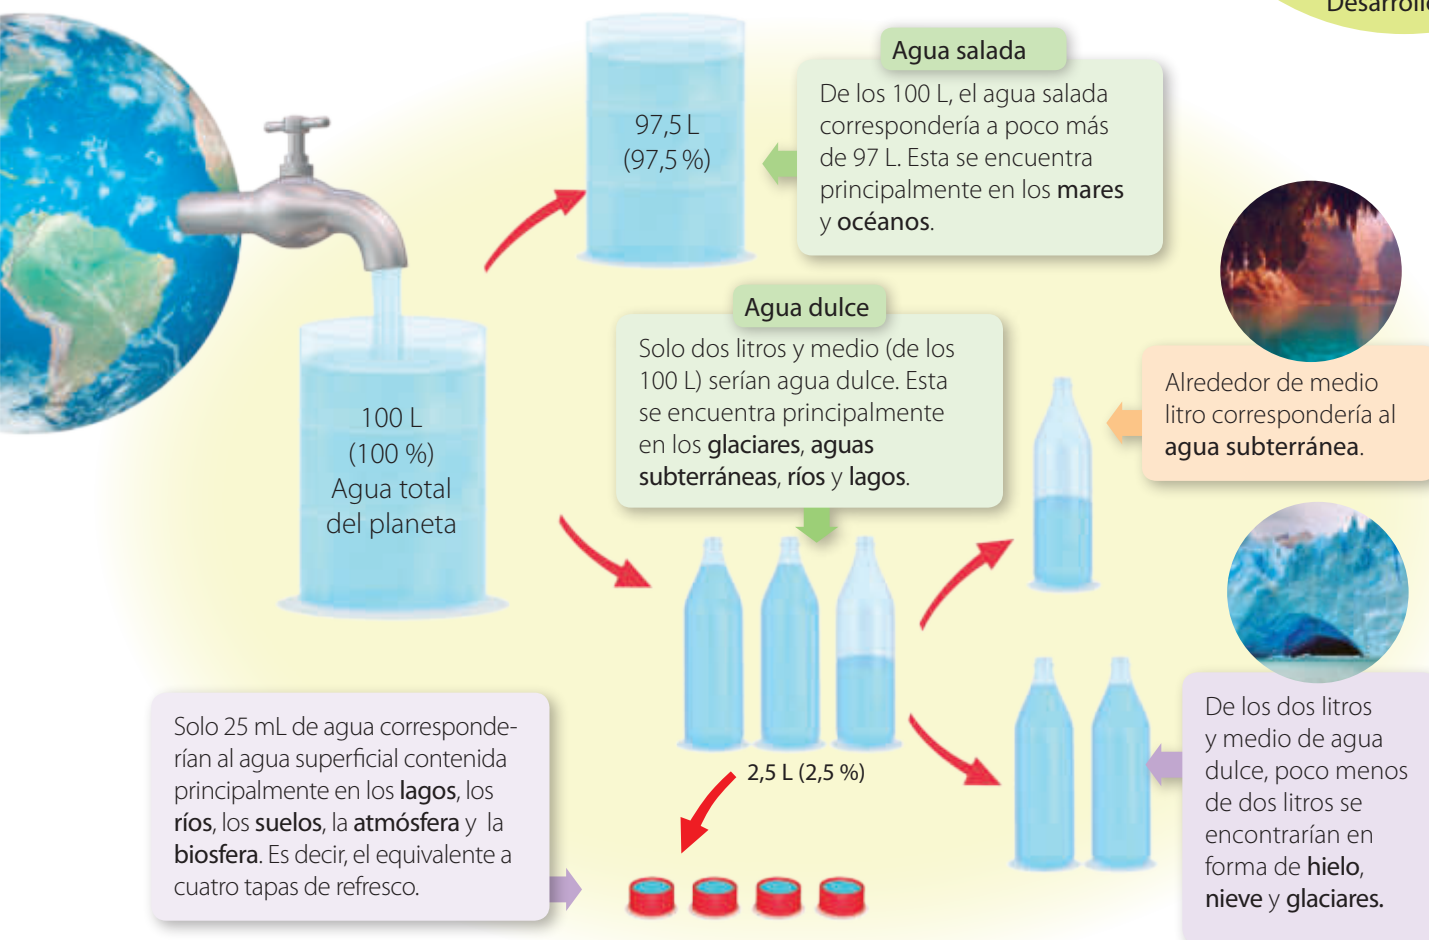 Desarrollo
97,5 L
(97,5 %)
Agua salada
De los 100 L, el agua salada
correspondería a poco más
de 97 L. Esta se encuentra
principalmente en los mares
y océanos.
100 L
(100 %)
Agua total
del planeta
Agua dulce
Solo dos litros y medio (de los
100 L) serían agua dulce. Esta
se encuentra principalmente
en los glaciares, aguas
subterráneas, ríos y lagos.
Alrededor de medio
litro correspondería al
agua subterránea.
2,5 L (2,5 %)
De los dos litros
y medio de agua
dulce, poco menos
de dos litros se
encontrarían en
forma de hielo,
nieve y glaciares.
Solo 25 mL de agua corresponde-
rían al agua superficial contenida
principalmente en los lagos, los
ríos, los suelos, la atmósfera y la
biosfera. Es decir, el equivalente a
cuatro tapas de refresco.